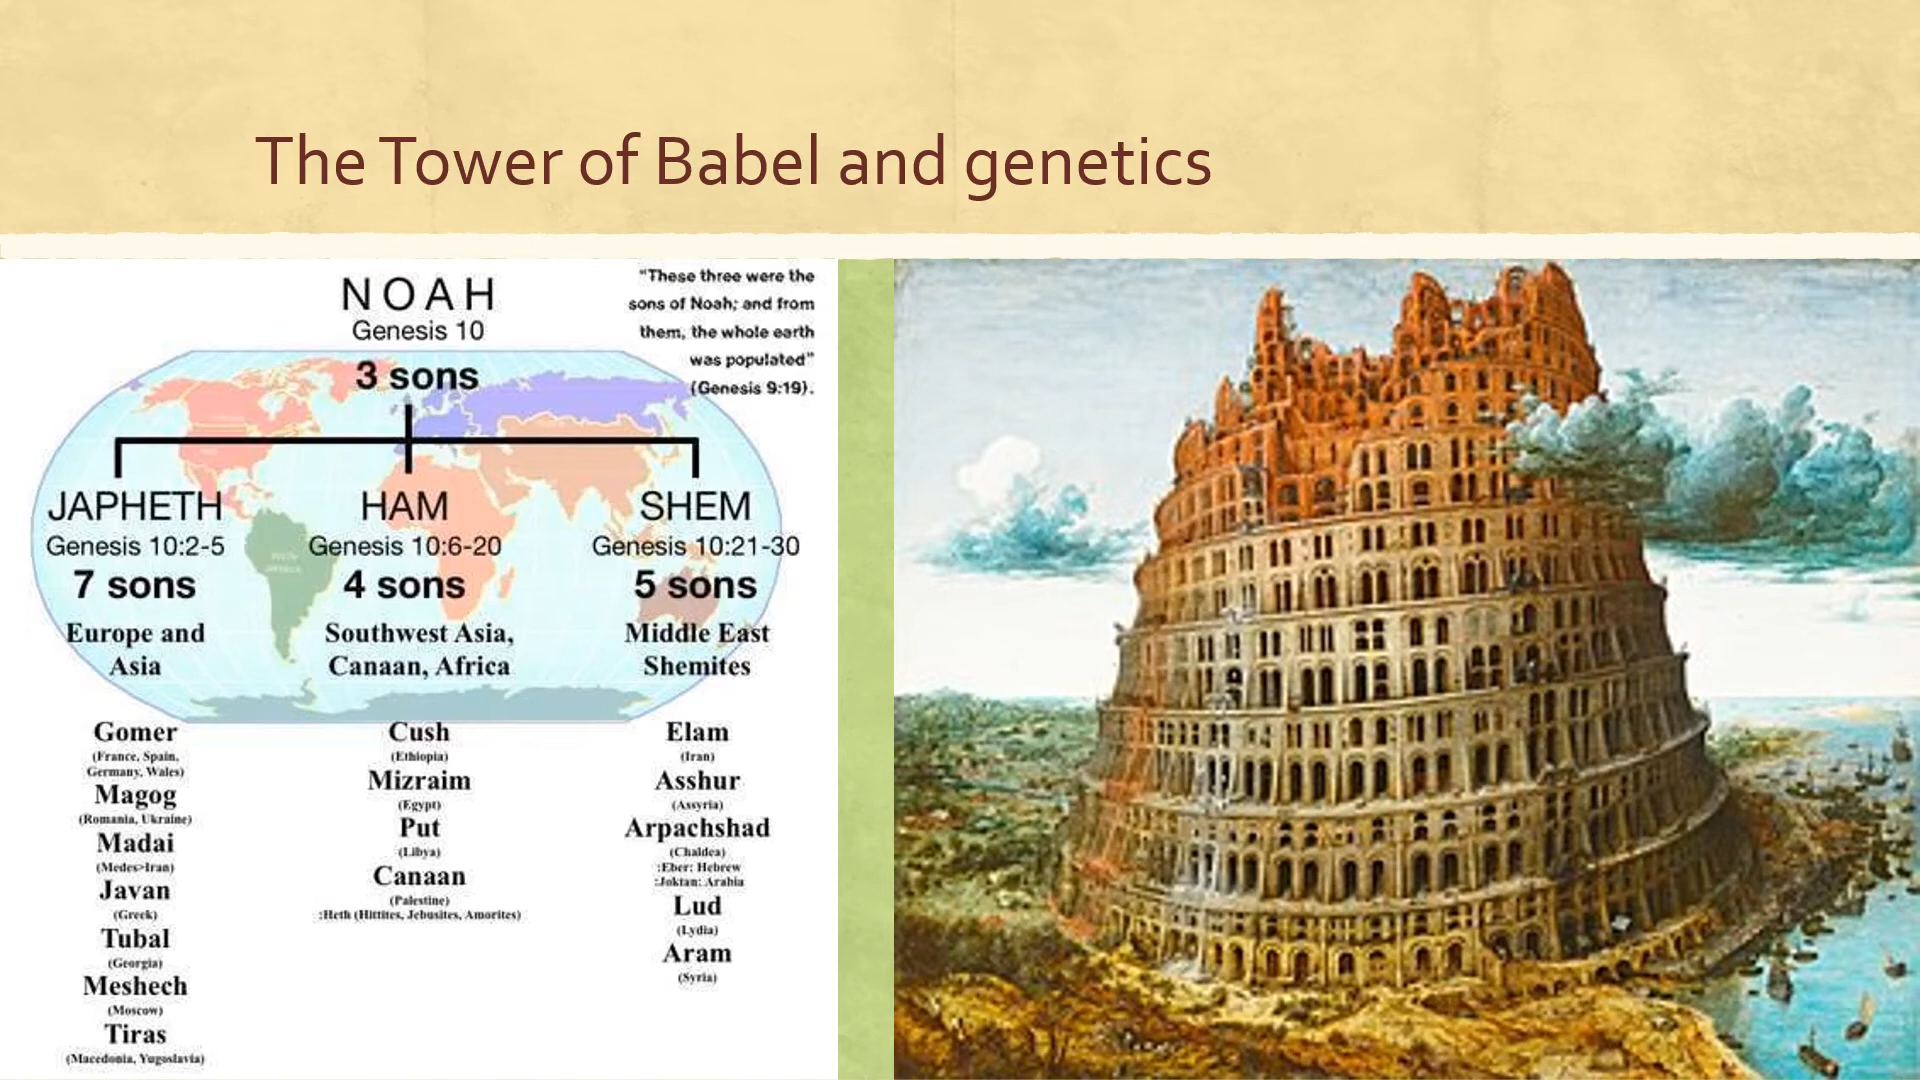 The Tower of Babel and genetics
NOAH
Genesis 10
"These three were the
sons of Noah; and from
them, the whole earth
was populated"
(Genesis 9:19).
3 sons
JAPHETH
Genesis 10:2-5
7 sons
Europe and
Asia
Gomer
(France, Spain,
Germany, Wales)
Magog
(Romania, Ukraine)
Madai
(Medes>Iran)
Javan
(Greek)
Tubal
(Georgia)
Meshech
(Moscow)
Tiras
(Macedonia, Yugoslavia)
HAM
Genesis 10:6-20
4 sons
Southwest Asia,
Canaan, Africa
Cush
(Ethiopia)
Mizraim
(Egypt)
Put
(Libya)
Canaan
(Palestine)
:Heth (Hittites, Jebusites, Amorites)
SHEM
Genesis 10:21-30
5 sons
Middle East
Shemites
Elam
(Iran)
Asshur
(Assyria)
Arpachshad
(Chaldea)
:Eber: Hebrew
:Joktan: Arabia
Lud
(Lydia)
Aram
(Syria)